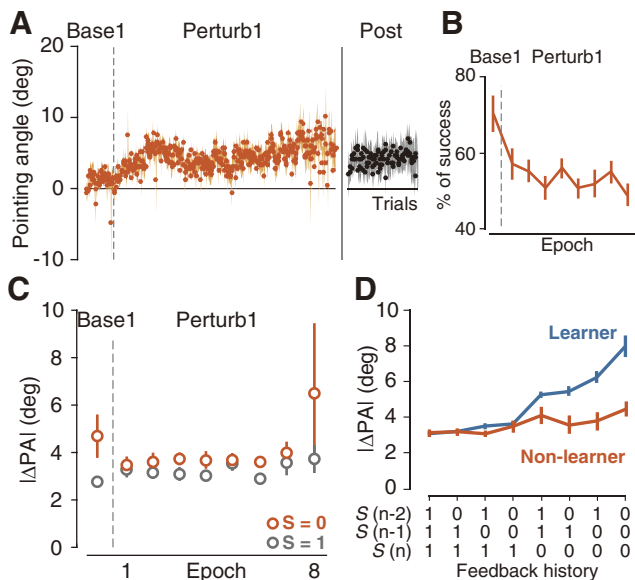 A
Base1 Perturb1 Post
Pointing angle (deg)
20
10
0
-10
Trials
B
Base1 Perturb1
% of success
80
60
40
Epoch
C
Base1 Perturb1
|ΔPA| (deg)
10
8
6
4
2
0
S = 0
S = 1
1 Epoch 8
D
|ΔPA| (deg)
10
8
6
4
2
0
Learner
Non-learner
S (n-2) 1 0 1 0 1 0 1 0
S (n-1) 1 1 0 0 1 1 0 0
S (n) 1 1 1 1 0 0 0 0
Feedback history